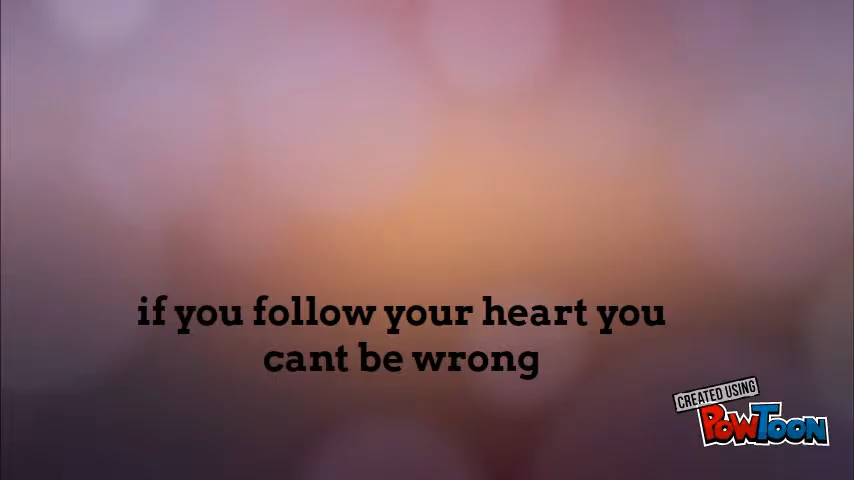 if you follow your heart you
cant be wrong
CREATED USING
POWTOON